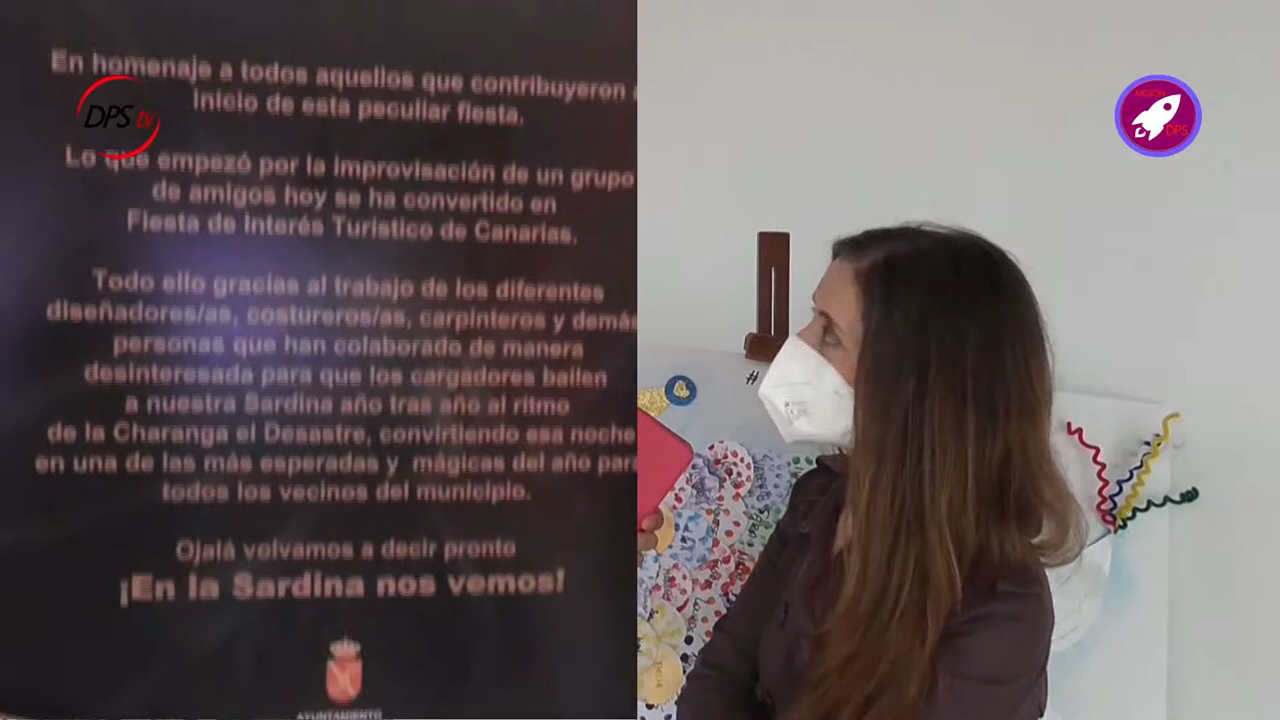 En homenaje a todos aquellos que contribuyeron
inicio de esta peculiar fiesta.
Lo que empezó por la improvisación de un grupo
de amigos hoy se ha convertido en
Fiesta de Interés Turístico de Canarias.
Todo ello gracias al trabajo de los diferentes
diseñadores/as, costureros/as, carpinteros y demás
personas que han colaborado de manera
desinteresada para que los cargadores bailen
a nuestra Sardina año tras año al ritmo
de la Charanga el Desastre, convirtiendo esa noche
en una de las más esperadas y mágicas del año para
todos los vecinos del municipio.
Ojalá volvamos a decir pronto
¡En la Sardina nos vemos!
AYUNTAMIENTO
DPS tv
MISIÓN
DPS
#